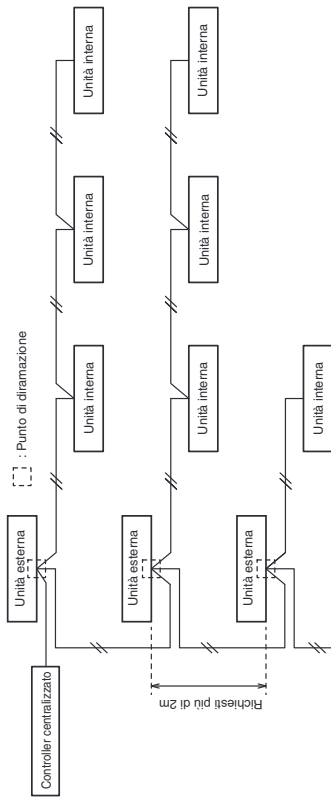 : Punto di diramazione
Controller centralizzato
Unità esterna
Unità interna
Unità interna
Unità interna
Unità esterna
Unità interna
Unità interna
Unità interna
Unità esterna
Unità interna
Richiesti più di 2m